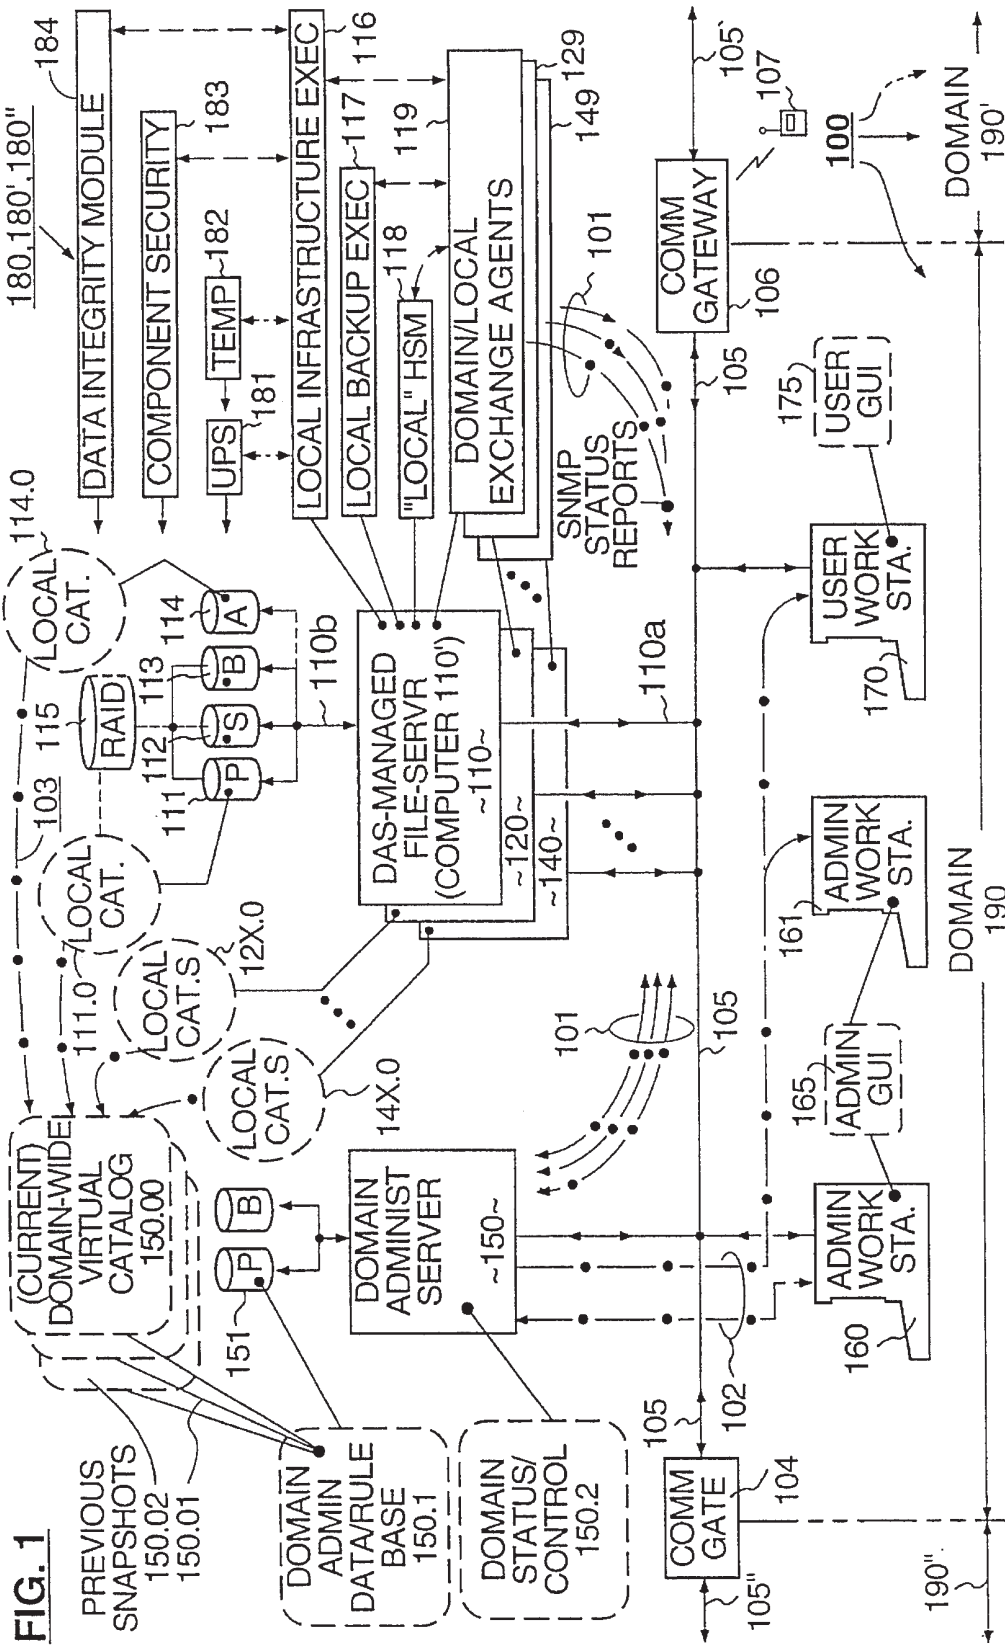 FIG. 1
PREVIOUS
SNAPSHOTS
150.02
150.01
(CURRENT)
DOMAIN-WIDE
VIRTUAL
CATALOG
150.00
103
LOCAL
CAT.
114.0
LOCAL
CAT.
111.0
LOCAL
CAT.S
12X.0
LOCAL
CAT.S
14X.0
115
RAID
111
P
112
S
113
B
114
A
110b
180,180',180"
184
DATA INTEGRITY MODULE
COMPONENT SECURITY
183
UPS
181
TEMP
182
LOCAL INFRASTRUCTURE EXEC
116
LOCAL BACKUP EXEC
117
"LOCAL" HSM
118
119
DOMAIN/LOCAL
EXCHANGE AGENTS
129
149
DOMAIN
ADMIN
DATA/RULE
BASE
150.1
DOMAIN
STATUS/
CONTROL
150.2
151
P
B
DOMAIN
ADMINIST
SERVER
~150~
DAS-MANAGED
FILE-SERVR
(COMPUTER 110')
~110~
~120~
~140~
110a
101
SNMP
STATUS
REPORTS
101
COMM
GATE
104
105"
105
102
105
105
COMM
GATEWAY
106
105'
107
100
ADMIN
WORK
STA.
160
165
ADMIN
GUI
161
ADMIN
WORK
STA.
USER
WORK
STA.
170
175
USER
GUI
190"
DOMAIN
190
DOMAIN
190'